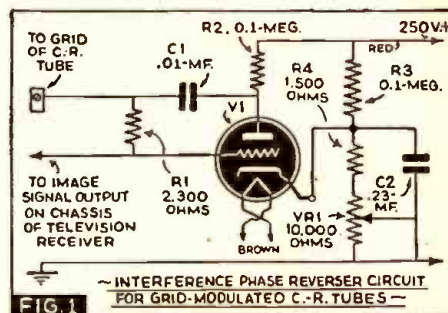 R2, 0.1-MEG.
250V+
TO GRID
OF C.R.
TUBE
C1
.01-MF.
RED
R4
1,500
OHMS
R3
0.1-MEG.
V1
R1
2,300
OHMS
C2
.23
MF.
TO IMAGE
SIGNAL OUTPUT
ON CHASSIS
OF TELEVISION
RECEIVER
VR1
10,000
OHMS
BROWN
~INTERFERENCE PHASE REVERSER CIRCUIT
FOR GRID-MODULATED C.-R. TUBES~
FIG. 1